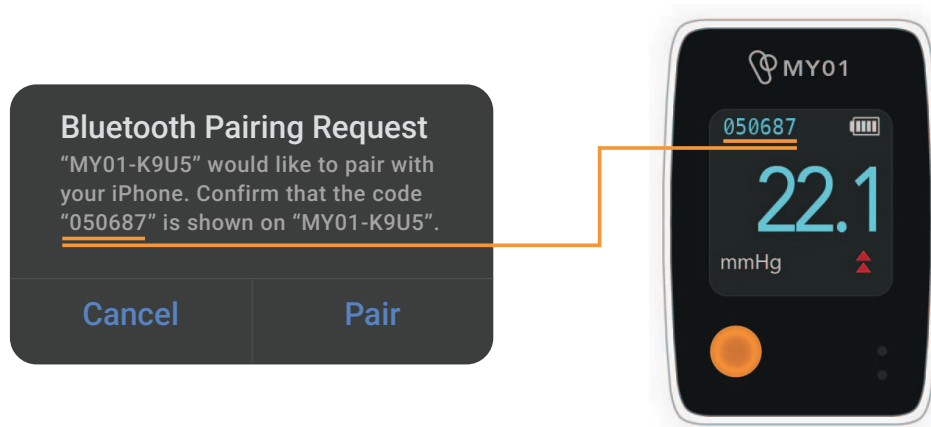 Bluetooth Pairing Request
“MY01-K9U5” would like to pair with
your iPhone. Confirm that the code
“050687” is shown on “MY01-K9U5”.
Cancel
Pair
MY01
050687
22.1
mmHg